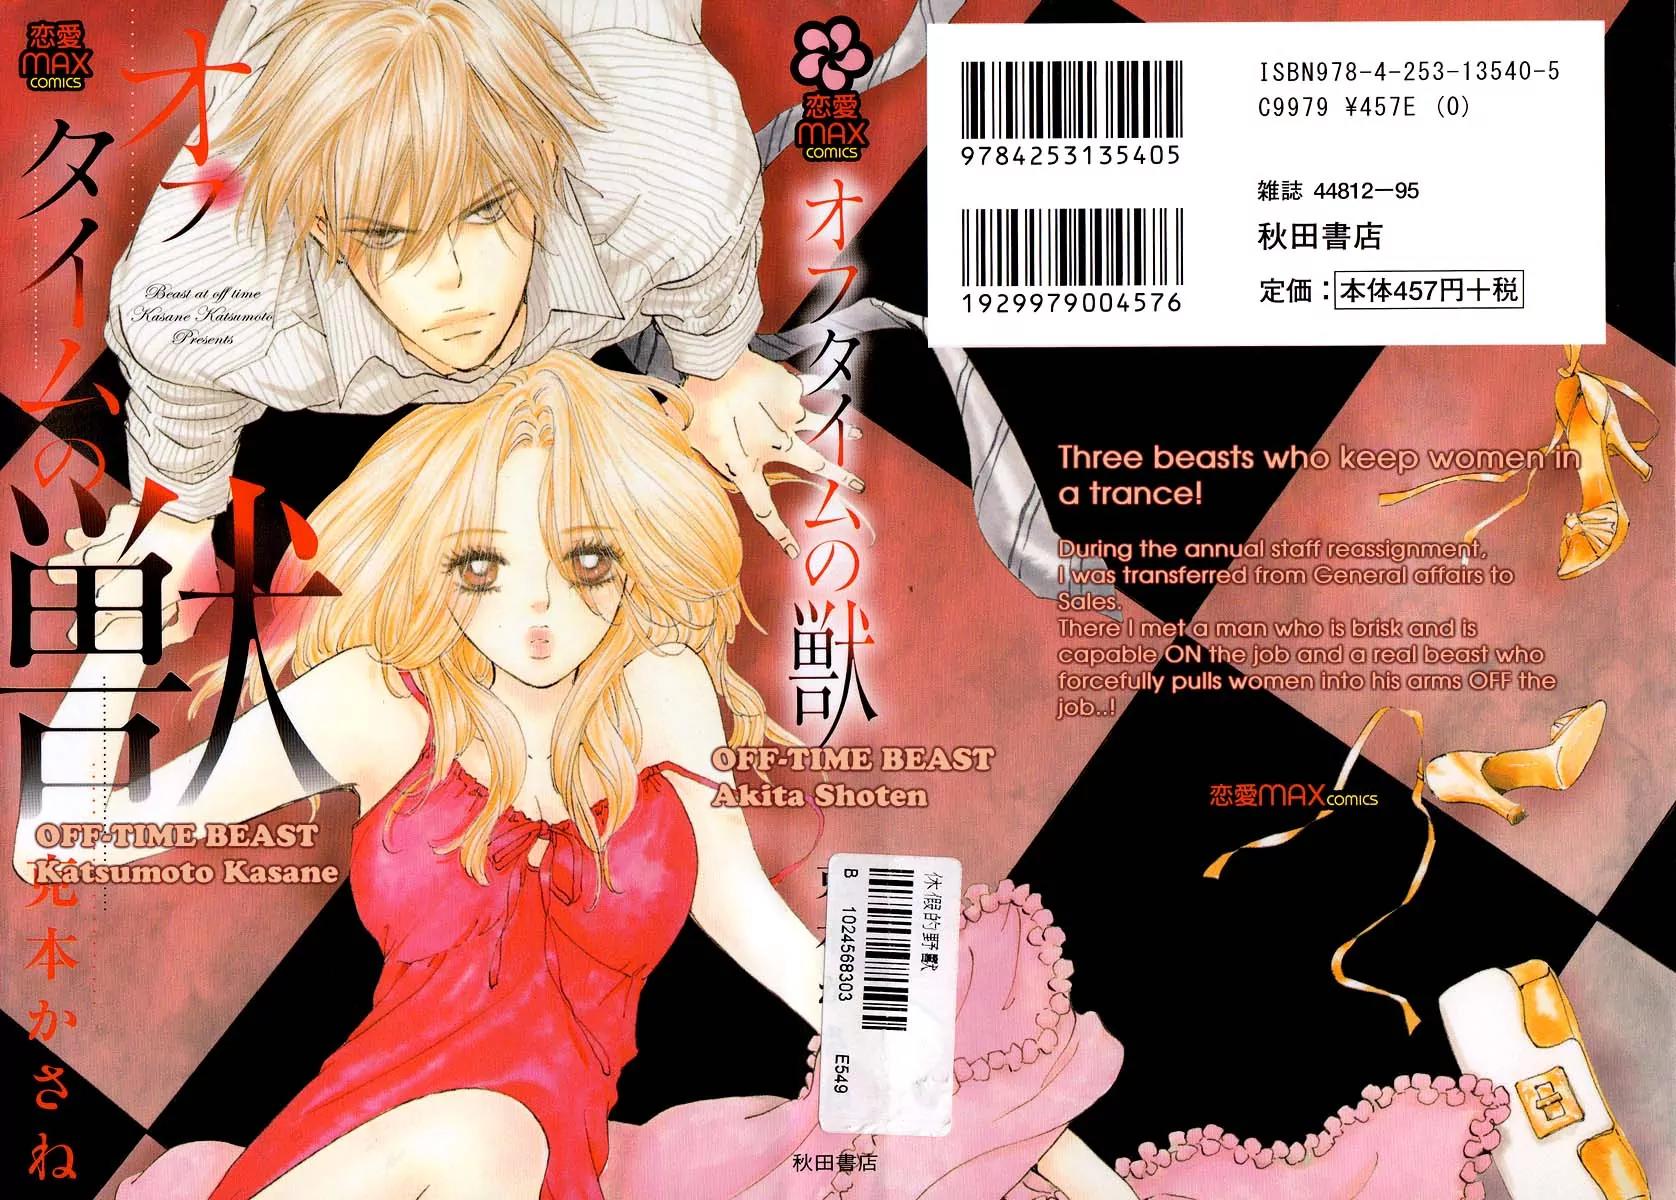 恋愛
MAX
COMICS
オフ
タイムの
獣
Beast at off time
Kasane Katsumoto
Presents
OFF-TIME BEAST
Katsumoto Kasane
克本かさね
恋愛
MAX
COMICS
オフタイムの獣
OFF-TIME BEAST
Akita Shoten
休假的野獸
B 1024568303 E549
秋田書店
9784253135405
1929979004576
ISBN978-4-253-13540-5
C9979 ¥457E (0)
雑誌 44812-95
秋田書店
定価:本体457円+税
Three beasts who keep women in
a trance!
During the annual staff reassignment,
I was transferred from General affairs to
Sales.
There I met a man who is brisk and is
capable ON the job and a real beast who
forcefully pulls women into his arms OFF the
job..!
恋愛MAX COMICS